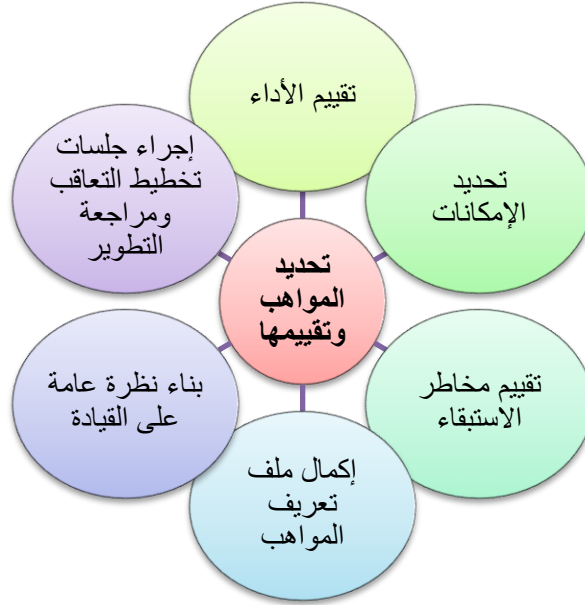 تقييم الأداء
تحديد
الإمكانات
تقييم مخاطر
الاستبقاء
إكمال ملف
تعريف
المواهب
بناء نظرة عامة
على القيادة
إجراء جلسات
تخطيط التعاقب
ومراجعة
التطوير
تحديد
المواهب
وتقييمها